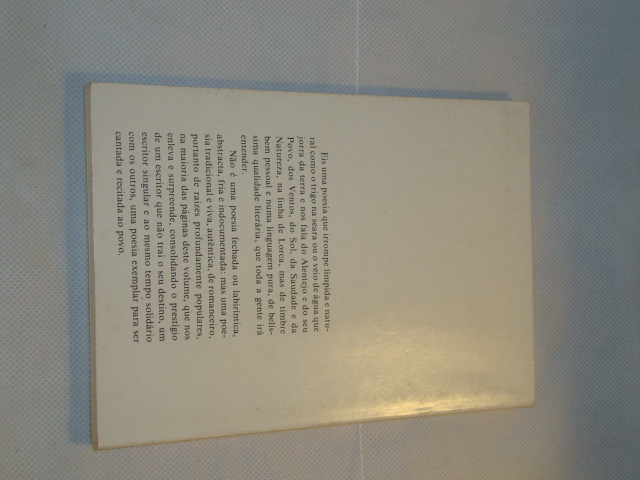 Eis uma poesia que irrompe límpida e natu-
ral como o trigo na seara ou o veio de água que
jorra da terra e nos fala do Alentejo e do seu
Povo, dos Ventos, do Sol, da Saudade e da
Natureza, na linha de Lorca, mas de timbre
bem pessoal e numa linguagem pura, de belís-
sima qualidade literária, que toda a gente irá
entender.
Não é uma poesia fechada ou labiríntica,
abstracta, fria e indocumentada: mas uma poe-
sia tradicional e viva, autêntica, de romanceiro,
portanto de raízes profundamente populares,
na maioria das páginas deste volume, que nos
enleva e surpreende, consolidando o prestígio
de um escritor que não trai o seu destino, um
escritor singular e ao mesmo tempo solidário
com os outros, uma poesia exemplar para ser
cantada e recitada ao povo.